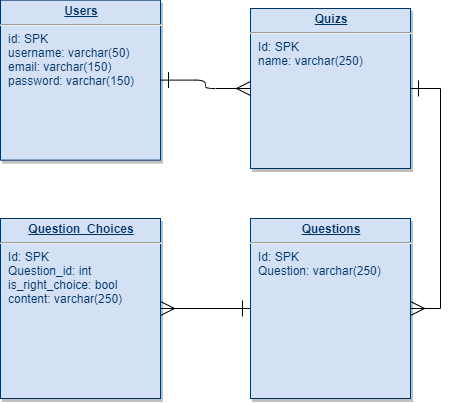 Users
id: SPK
username: varchar(50)
email: varchar(150)
password: varchar(150)
Quizs
Id: SPK
name: varchar(250)
Question_Choices
Id: SPK
Question_id: int
is_right_choice: bool
content: varchar(250)
Questions
Id: SPK
Question: varchar(250)